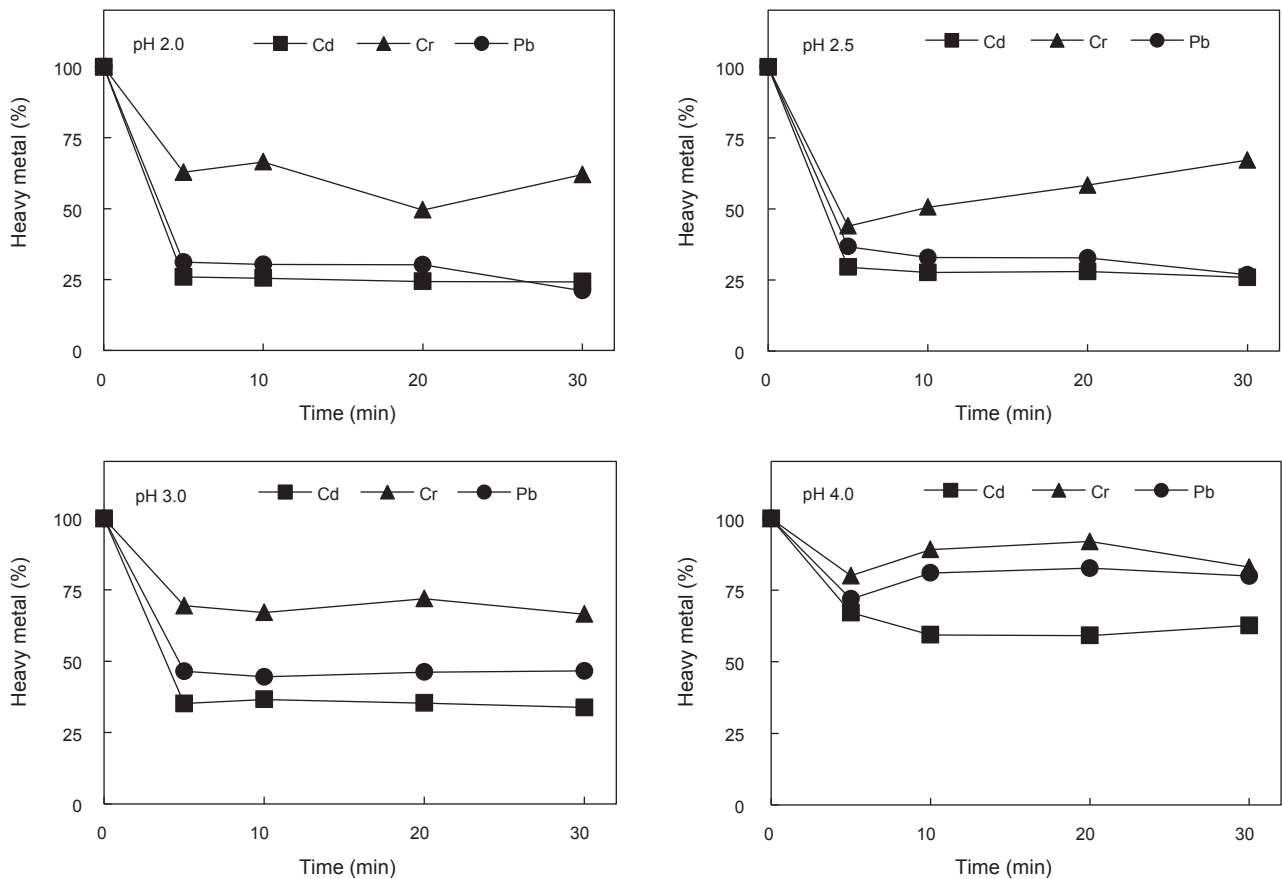 pH 2.0 Cd Cr Pb
100
75
50
25
0
Heavy metal (%)
0 10 20 30
Time (min)
pH 2.5 Cd Cr Pb
100
75
50
25
0
Heavy metal (%)
0 10 20 30
Time (min)
pH 3.0 Cd Cr Pb
100
75
50
25
0
Heavy metal (%)
0 10 20 30
Time (min)
pH 4.0 Cd Cr Pb
100
75
50
25
0
Heavy metal (%)
0 10 20 30
Time (min)